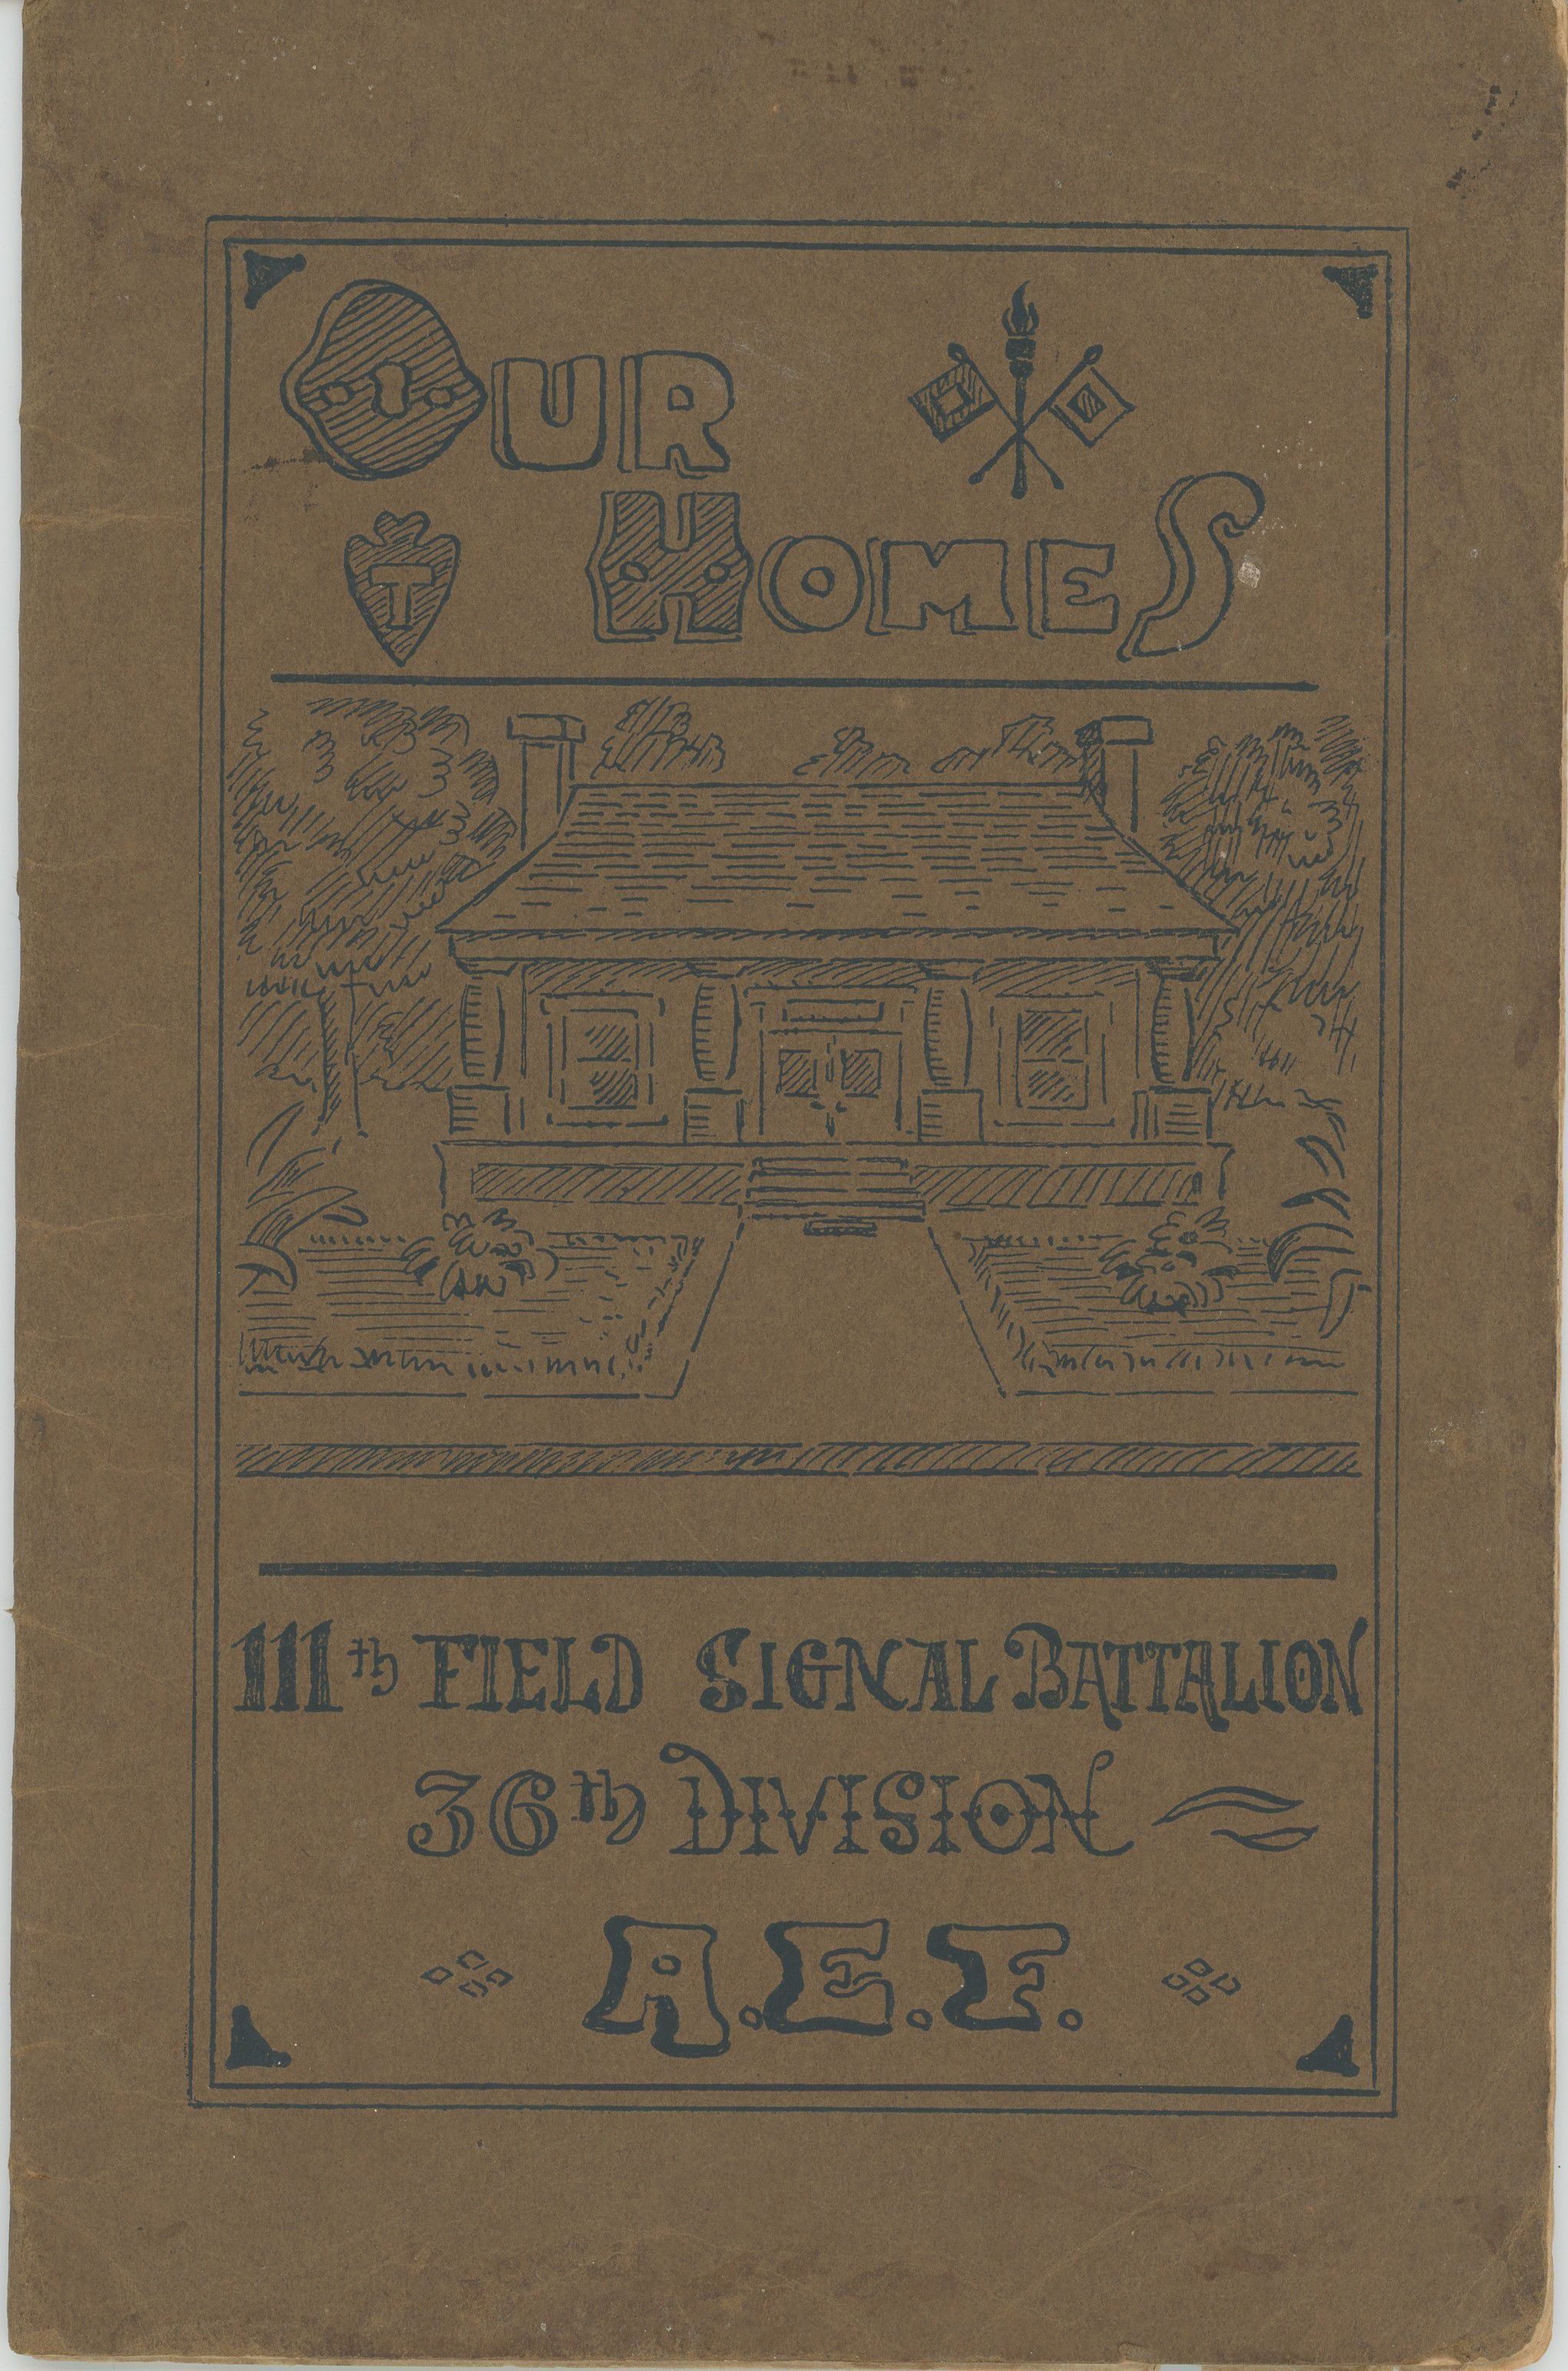 OUR
T
HOMES
111th FIELD SIGNAL BATTALION
36th DIVISION
A.E.F.